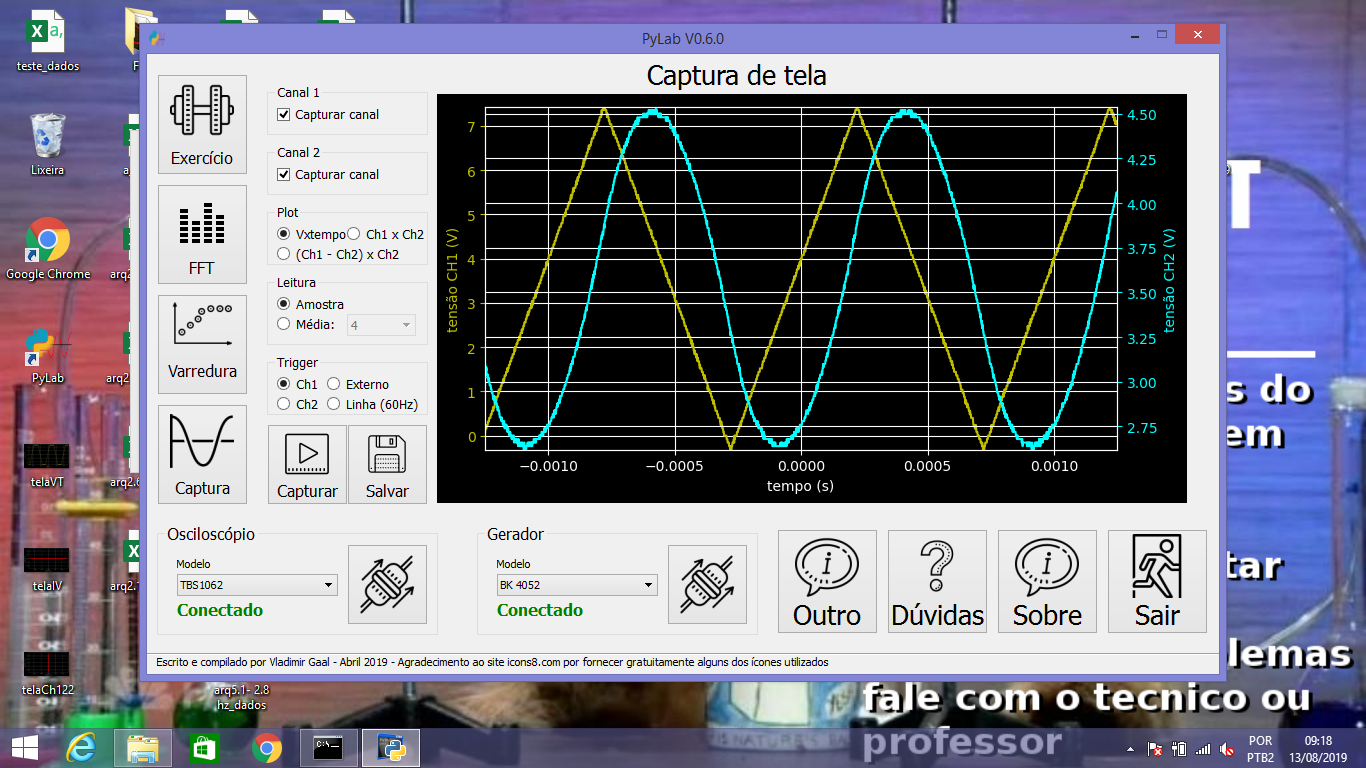 teste_dados
Lixeira
Google Chrome
PyLab
telaVT
telaIV
telaCh122
arq5.1- 2.8
hz_dados
PyLab V0.6.0
Captura de tela
Exercício
FFT
Varredura
Captura
Canal 1
Capturar canal
Canal 2
Capturar canal
Plot
Vxtempo Ch1 x Ch2
(Ch1 - Ch2) x Ch2
Leitura
Amostra
Média: 4
Trigger
Ch1 Externo
Ch2 Linha (60Hz)
Capturar Salvar
tensão CH1 (V)
7
6
5
4
3
2
1
0
4.50
4.25
4.00
3.75
3.50
3.25
3.00
2.75
tensão CH2 (V)
−0.0010 −0.0005 0.0000 0.0005 0.0010
tempo (s)
Osciloscópio
Modelo
TBS1062
Conectado
Gerador
Modelo
BK 4052
Conectado
Outro
Dúvidas
Sobre
Sair
Escrito e compilado por Vladimir Gaal - Abril 2019 - Agradecimento ao site icons8.com por fornecer gratuitamente alguns dos ícones utilizados
T
s do
em
tar
lemas
fale com o tecnico ou
professor
POR
PTB2
09:18
13/08/2019